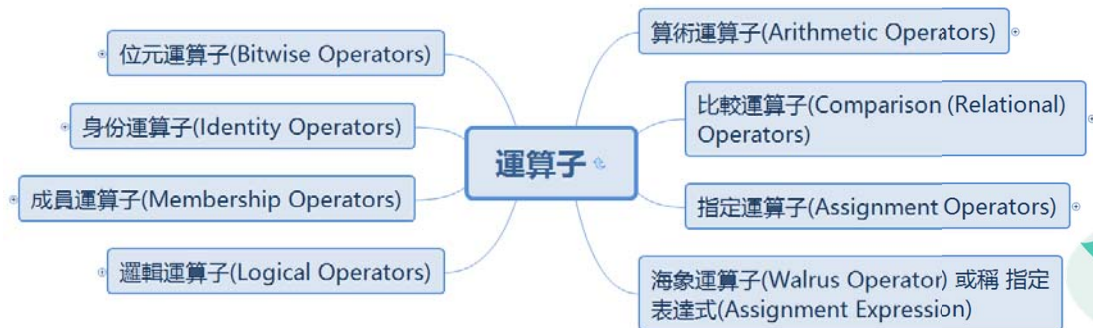 運算子
算術運算子(Arithmetic Operators)
比較運算子(Comparison (Relational)
Operators)
指定運算子(Assignment Operators)
海象運算子(Walrus Operator) 或稱 指定
表達式(Assignment Expression)
位元運算子(Bitwise Operators)
身份運算子(Identity Operators)
成員運算子(Membership Operators)
邏輯運算子(Logical Operators)